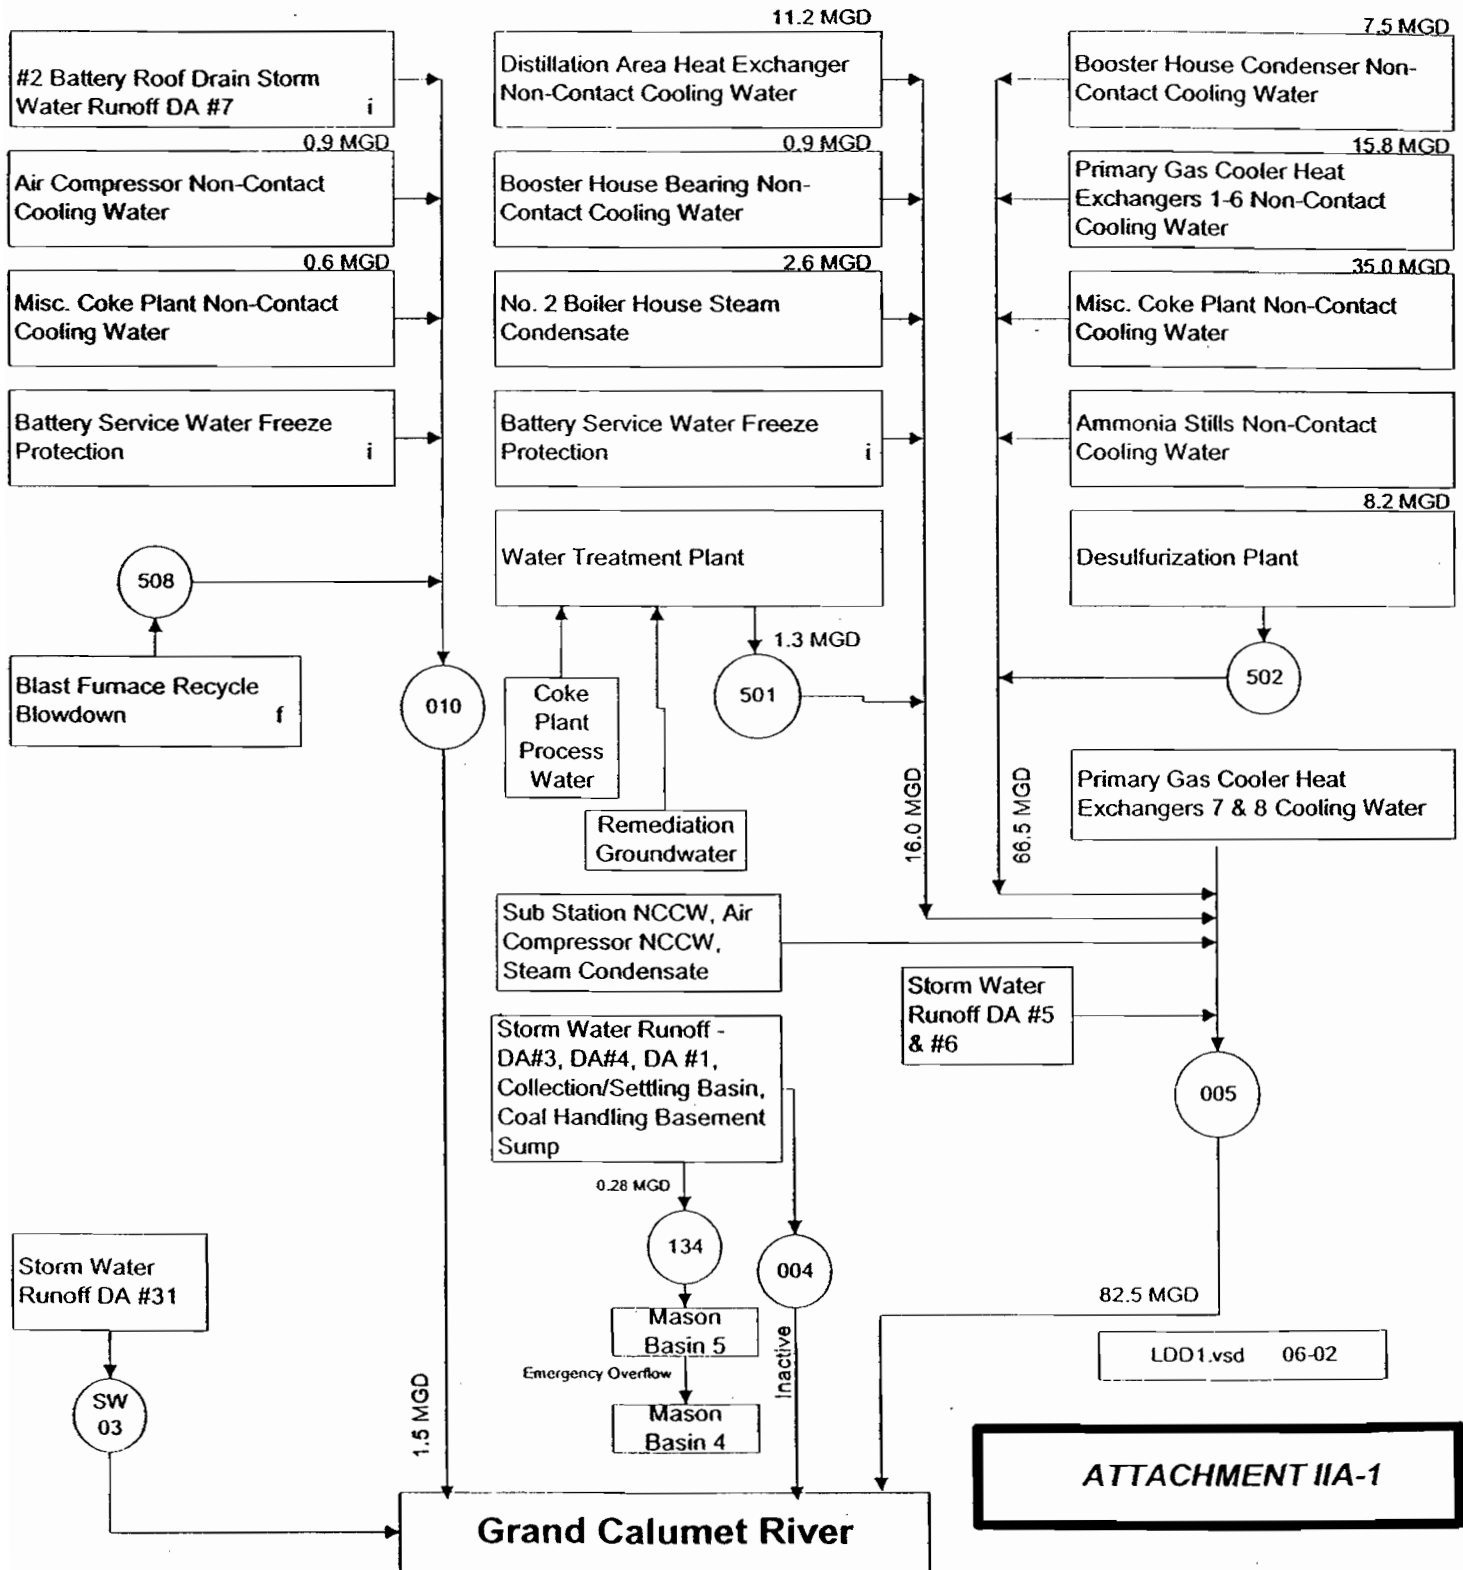 11.2 MGD
7.5 MGD
#2 Battery Roof Drain Storm
Water Runoff DA #7 i
Distillation Area Heat Exchanger
Non-Contact Cooling Water
Booster House Condenser Non-
Contact Cooling Water
0.9 MGD
0.9 MGD
15.8 MGD
Air Compressor Non-Contact
Cooling Water
Booster House Bearing Non-
Contact Cooling Water
Primary Gas Cooler Heat
Exchangers 1-6 Non-Contact
Cooling Water
0.6 MGD
2.6 MGD
35.0 MGD
Misc. Coke Plant Non-Contact
Cooling Water
No. 2 Boiler House Steam
Condensate
Misc. Coke Plant Non-Contact
Cooling Water
Battery Service Water Freeze
Protection i
Battery Service Water Freeze
Protection i
Ammonia Stills Non-Contact
Cooling Water
8.2 MGD
508
Water Treatment Plant
Desulfurization Plant
1.3 MGD
Blast Furnace Recycle
Blowdown f
010
Coke
Plant
Process
Water
501
502
Remediation
Groundwater
16.0 MGD
66.5 MGD
Primary Gas Cooler Heat
Exchangers 7 & 8 Cooling Water
Sub Station NCCW, Air
Compressor NCCW,
Steam Condensate
Storm Water
Runoff DA #5
& #6
Storm Water Runoff -
DA#3, DA#4, DA #1,
Collection/Settling Basin,
Coal Handling Basement
Sump
005
0.28 MGD
134
004
Storm Water
Runoff DA #31
82.5 MGD
Mason
Basin 5
Inactive
LDD1.vsd 06-02
Emergency Overflow
Mason
Basin 4
SW
03
1.5 MGD
ATTACHMENT IIA-1
Grand Calumet River